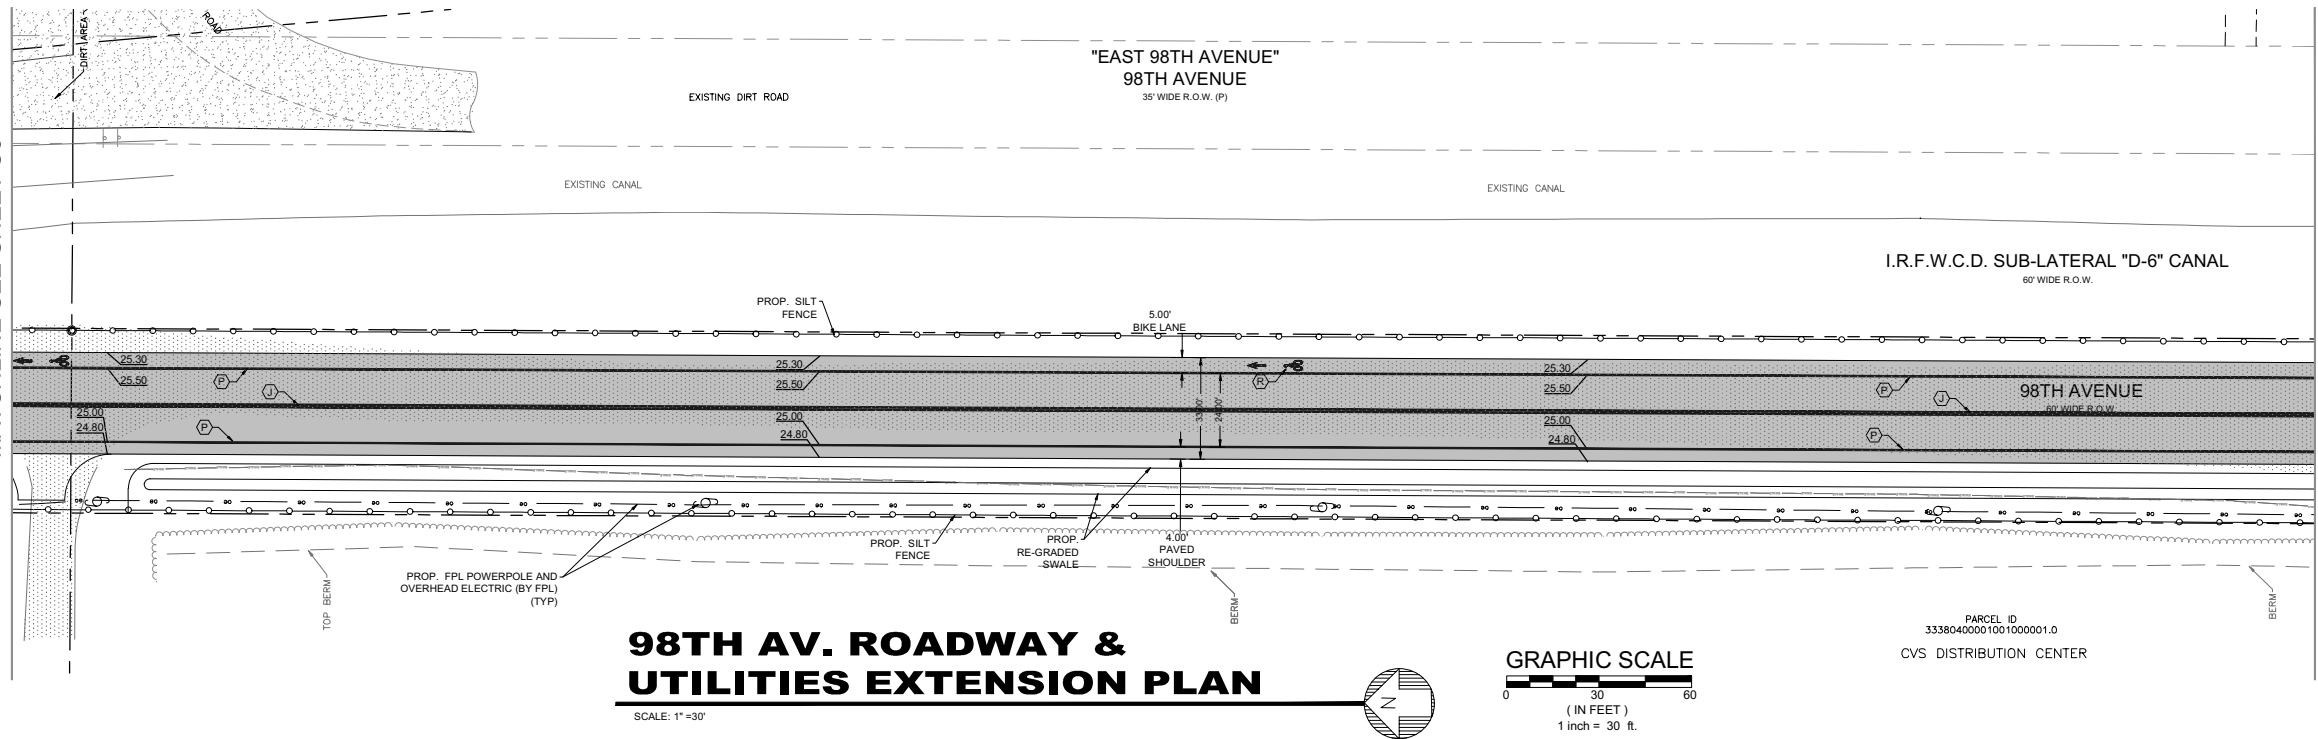 DIRT AREA
ROAD
"EAST 98TH AVENUE"
98TH AVENUE
35' WIDE R.O.W. (P)
EXISTING DIRT ROAD
EXISTING CANAL
EXISTING CANAL
I.R.F.W.C.D. SUB-LATERAL "D-6" CANAL
60' WIDE R.O.W.
PROP. SILT
FENCE
5.00'
BIKE LANE
25.30
25.50
25.30
25.50
25.30
25.50
P
J
R
P
J
98TH AVENUE
60' WIDE R.O.W.
33.00'
24.00'
25.00
24.80
25.00
24.80
25.00
24.80
P
P
PROP. SILT
FENCE
PROP.
RE-GRADED
SWALE
4.00'
PAVED
SHOULDER
PROP. FPL POWERPOLE AND
OVERHEAD ELECTRIC (BY FPL)
(TYP)
TOP BERM
BERM
BERM
PARCEL ID
33380400001001000001.0
CVS DISTRIBUTION CENTER
98TH AV. ROADWAY &
UTILITIES EXTENSION PLAN
SCALE: 1" =30'
N
GRAPHIC SCALE
0 30 60
( IN FEET )
1 inch = 30 ft.